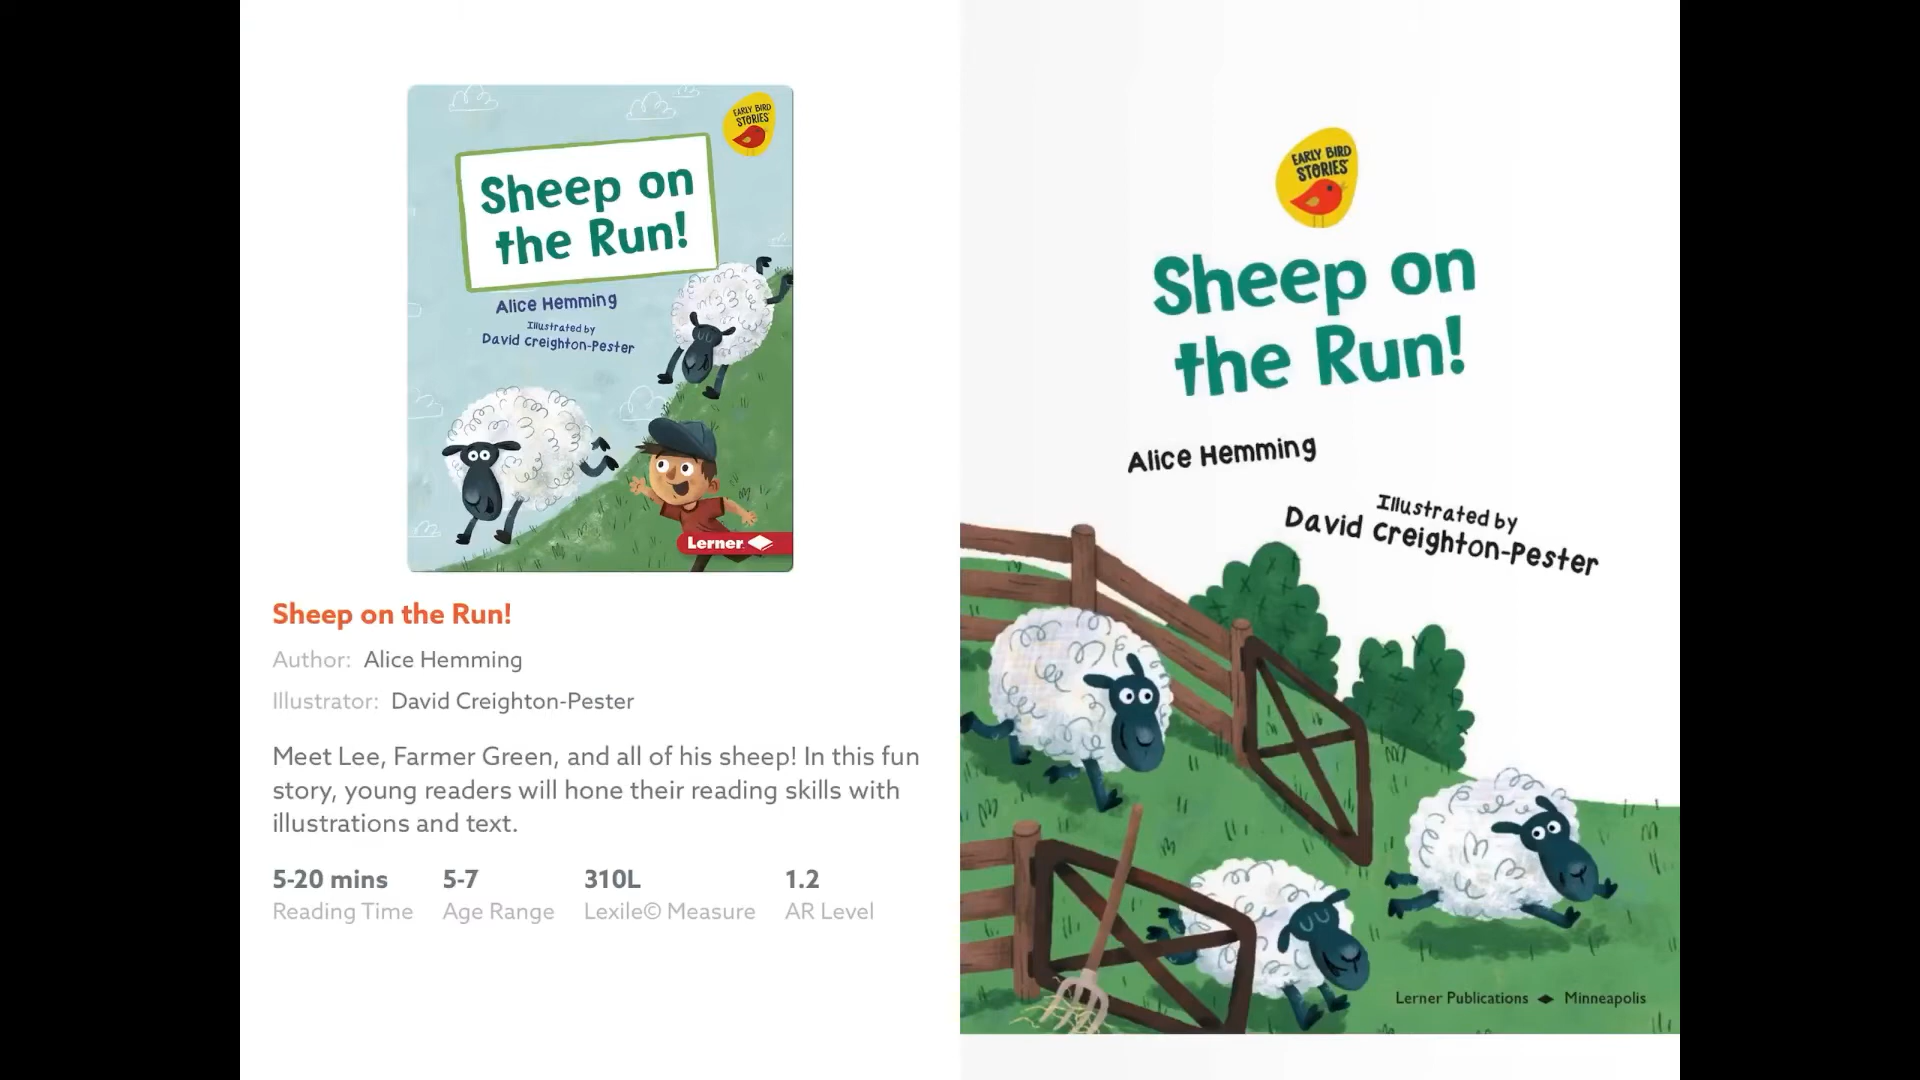 EARLY BIRD
STORIES
Sheep on
the Run!
Alice Hemming
Illustrated by
David Creighton-Pester
Lerner
Sheep on the Run!
Author: Alice Hemming
Illustrator: David Creighton-Pester
Meet Lee, Farmer Green, and all of his sheep! In this fun
story, young readers will hone their reading skills with
illustrations and text.
5-20 mins 5-7 310L 1.2
Reading Time Age Range Lexile© Measure AR Level
EARLY BIRD
STORIES
Sheep on
the Run!
Alice Hemming
Illustrated by
David Creighton-Pester
Lerner Publications Minneapolis